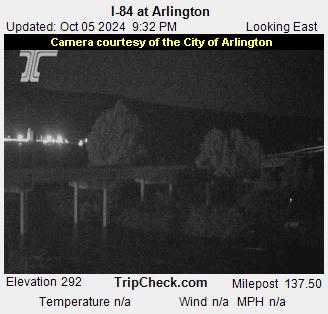 I-84 at Arlington
Updated: Oct 05 2024 9:32 PM Looking East
Camera courtesy of the City of Arlington
Elevation 292 TripCheck.com Milepost 137.50
Temperature n/a Wind n/a MPH n/a